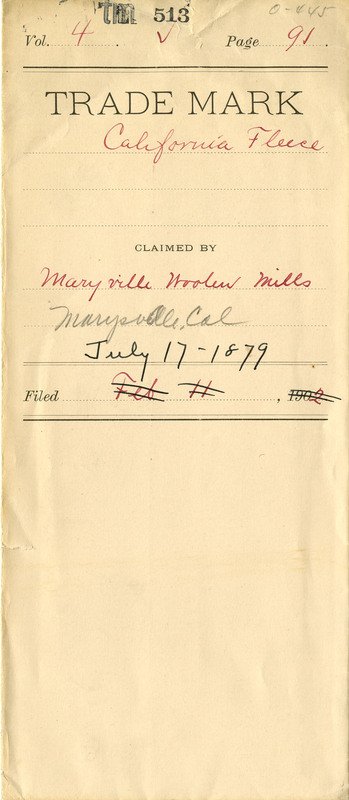 TM 513
0-445
Vol. 4. ✓ Page 91.
TRADE MARK
California Fleece
CLAIMED BY
Maryville Woolen Mills
Marysville, Cal
July 17-1879
Filed Feb 11, 1902